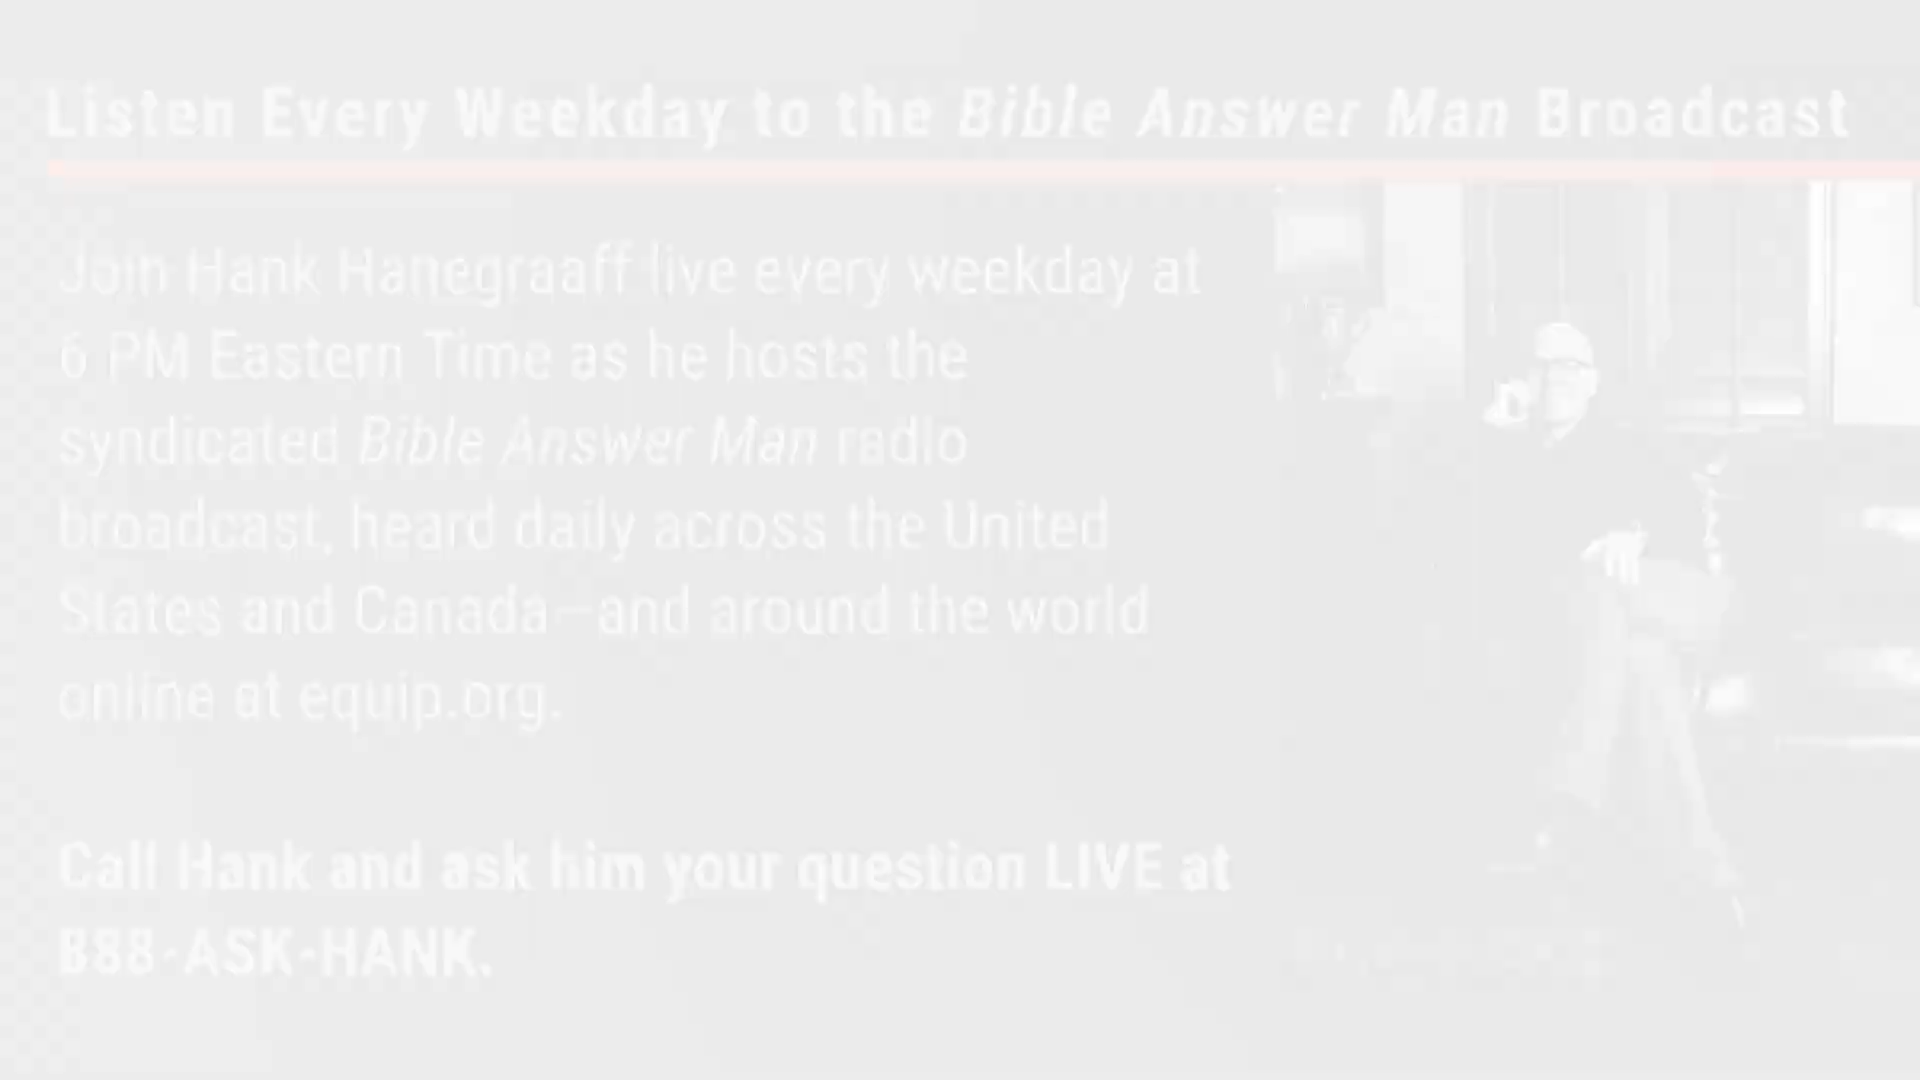 Listen Every Weekday to the Bible Answer Man Broadcast
Join Hank Hanegraaff live every weekday at
6 PM Eastern Time as he hosts the
syndicated Bible Answer Man radio
broadcast, heard daily across the United
States and Canada—and around the world
online at equip.org.
Call Hank and ask him your question LIVE at
888-ASK-HANK.